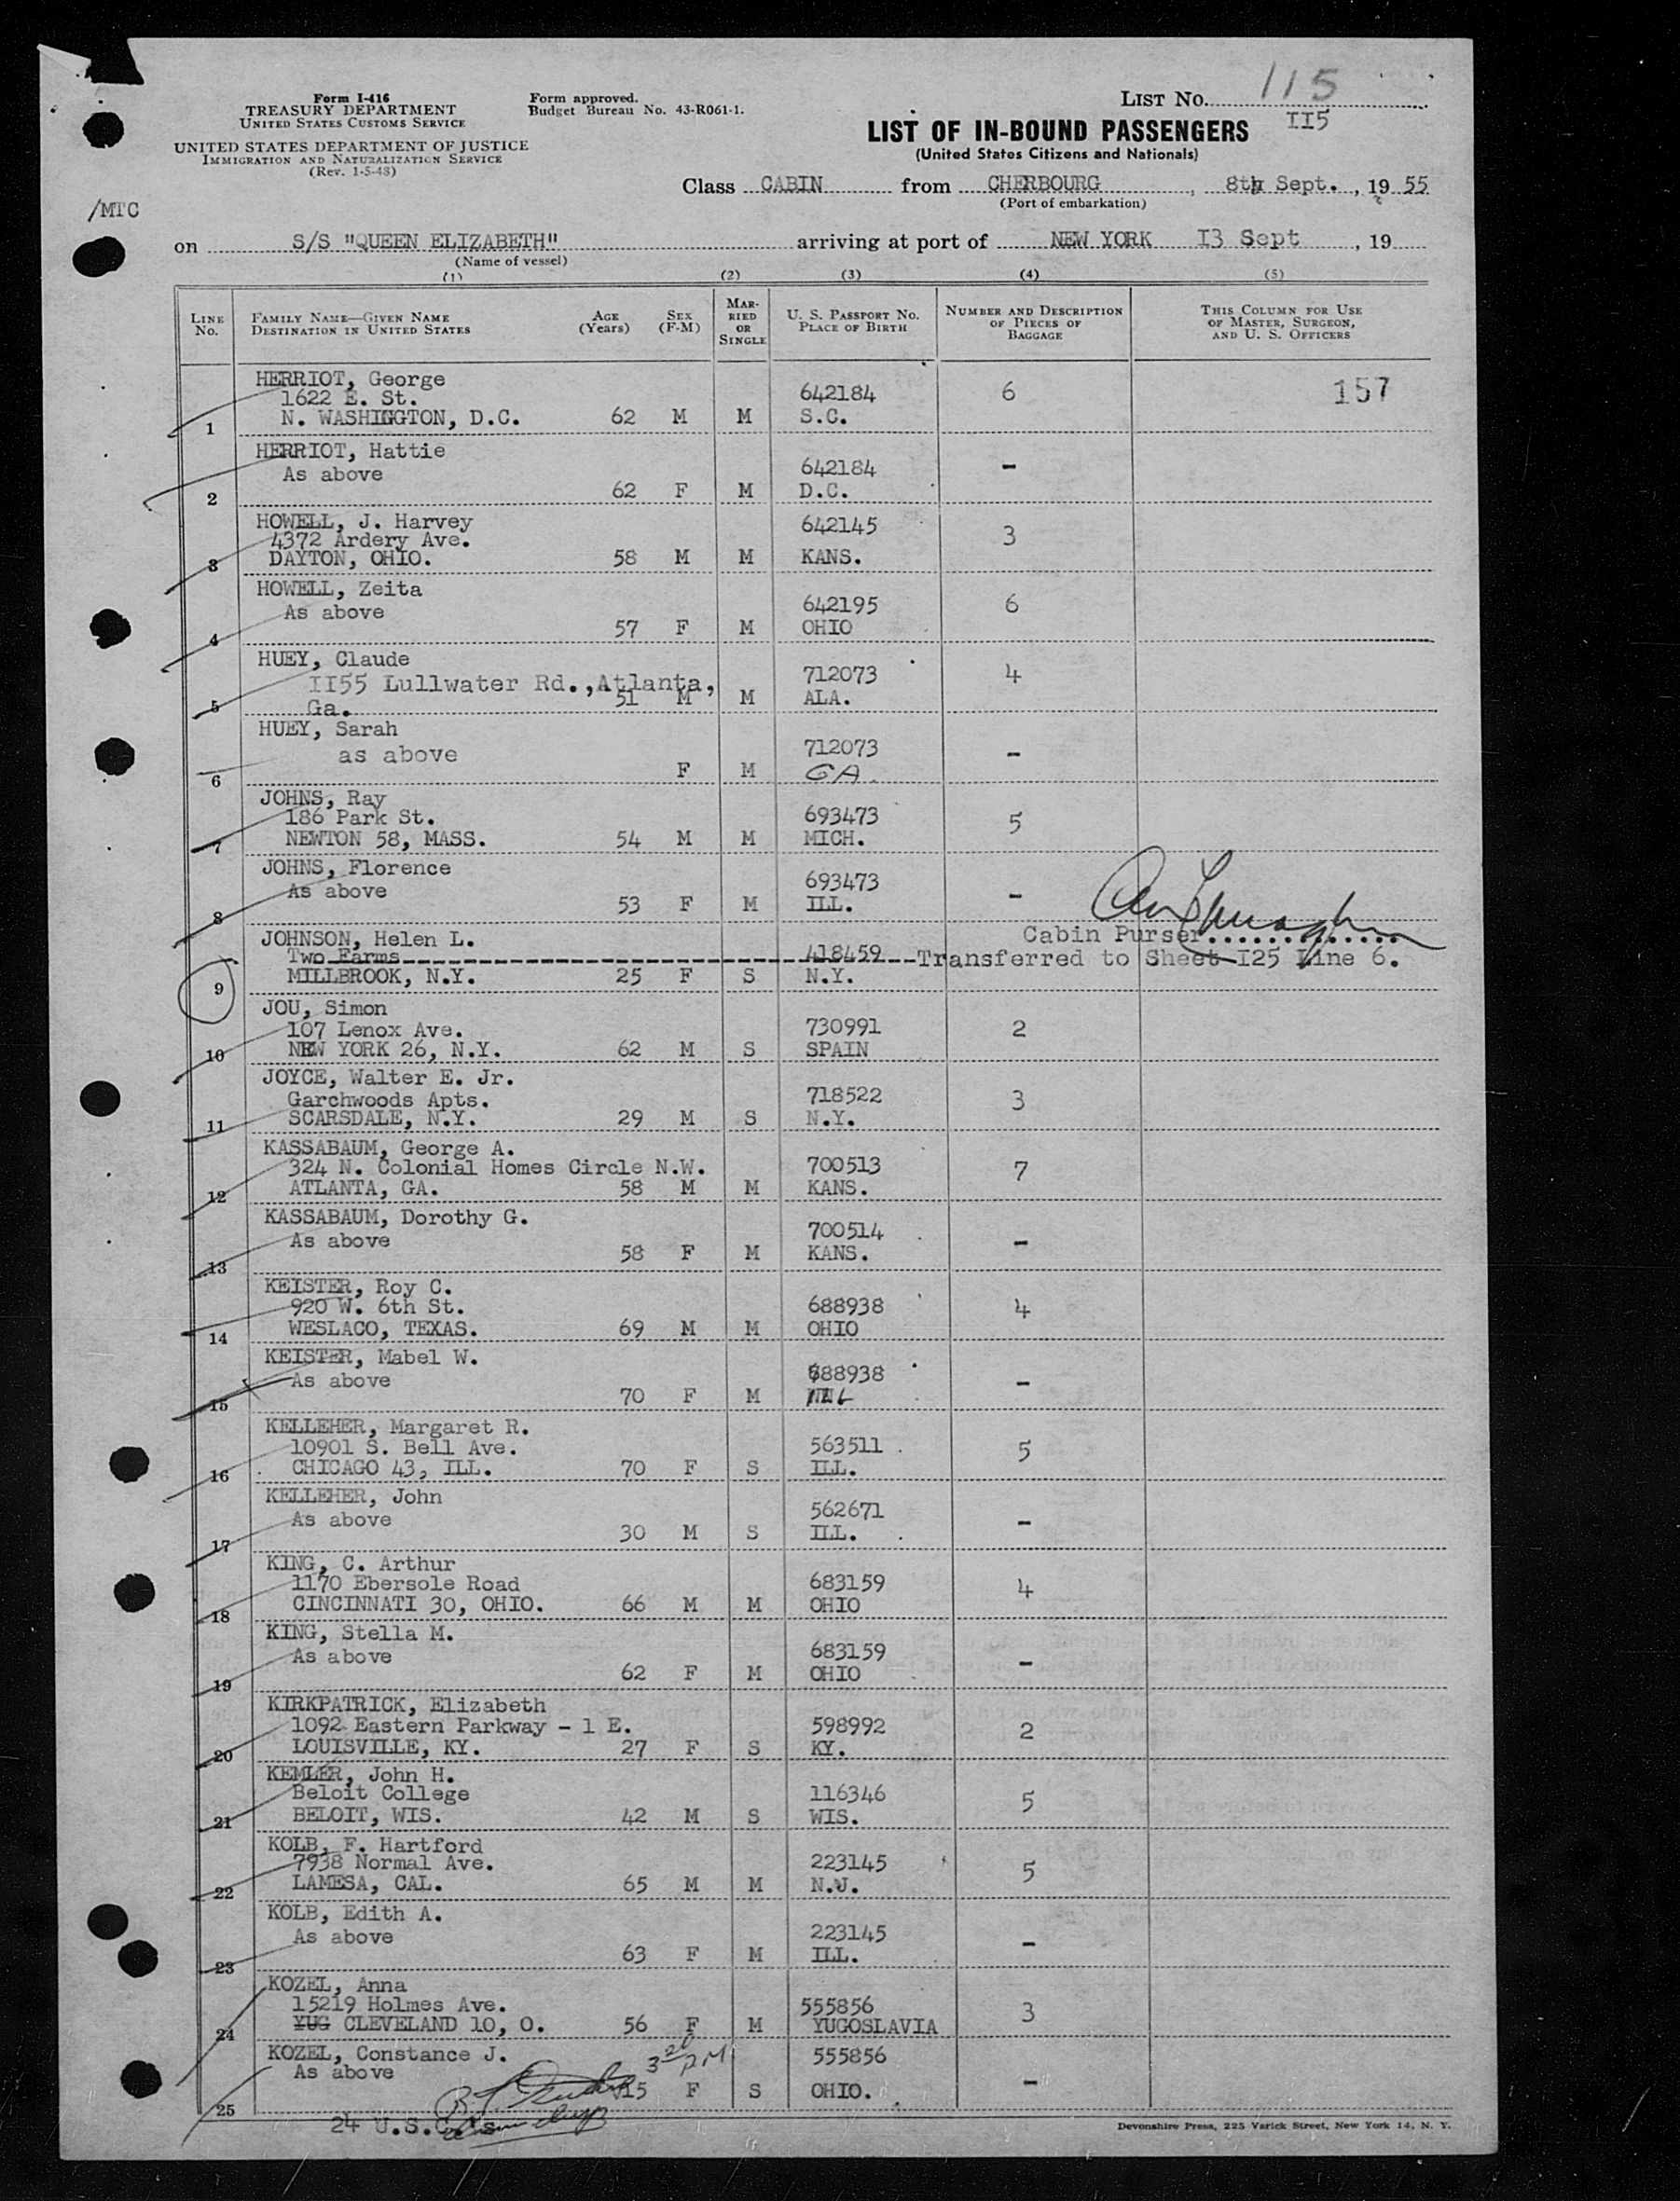 115
List No.
II5
Form I-416
TREASURY DEPARTMENT
United States Customs Service
Form approved.
Budget Bureau No. 43-R061-1.
UNITED STATES DEPARTMENT OF JUSTICE
Immigration and Naturalization Service
(Rev. 1-5-48)
LIST OF IN-BOUND PASSENGERS
(United States Citizens and Nationals)
Class CABIN from CHERBOURG, 8th Sept., 19 55
(Port of embarkation)
/MTC
on S/S "QUEEN ELIZABETH" arriving at port of NEW YORK I3 Sept, 19
(Name of vessel)
(1) (2) (3) (4) (5)
Line No. Family Name—Given Name Destination in United States Age (Years) Sex (F-M) Married or Single U. S. Passport No. Place of Birth Number and Description of Pieces of Baggage This Column for Use of Master, Surgeon, and U. S. Officers
HERRIOT, George
1622 E. St. 642184 6 157
1 N. WASHINGTON, D.C. 62 M M S.C.
HERRIOT, Hattie
As above 642184 -
2 62 F M D.C.
HOWELL, J. Harvey 642145
4372 Ardery Ave. 3
3 DAYTON, OHIO. 58 M M KANS.
HOWELL, Zeita
As above 642195 6
4 57 F M OHIO
HUEY, Claude
II55 Lullwater Rd.,Atlanta, 712073 4
5 Ga. 51 M M ALA.
HUEY, Sarah
as above 712073 -
6 F M GA.
JOHNS, Ray
186 Park St. 693473 5
7 NEWTON 58, MASS. 54 M M MICH.
JOHNS, Florence
As above 693473 -
8 53 F M ILL.
JOHNSON, Helen L. Cabin Purser
Two Farms 418459 Transferred to Sheet I25 Line 6.
9 MILLBROOK, N.Y. 25 F S N.Y.
JOU, Simon
107 Lenox Ave. 730991 2
10 NEW YORK 26, N.Y. 62 M S SPAIN
JOYCE, Walter E. Jr.
Garchwoods Apts. 718522 3
11 SCARSDALE, N.Y. 29 M S N.Y.
KASSABAUM, George A.
324 N. Colonial Homes Circle N.W. 700513 7
12 ATLANTA, GA. 58 M M KANS.
KASSABAUM, Dorothy G.
As above 700514 -
13 58 F M KANS.
KEISTER, Roy C.
920 W. 6th St. 688938 4
14 WESLACO, TEXAS. 69 M M OHIO
KEISTER, Mabel W.
As above 688938 -
15 70 F M
KELLEHER, Margaret R.
10901 S. Bell Ave. 563511 5
16 CHICAGO 43, ILL. 70 F S ILL.
KELLEHER, John
As above 562671 -
17 30 M S ILL.
KING, C. Arthur
1170 Ebersole Road 683159 4
18 CINCINNATI 30, OHIO. 66 M M OHIO
KING, Stella M.
As above 683159 -
19 62 F M OHIO
KIRKPATRICK, Elizabeth
1092 Eastern Parkway - 1 E. 598992 2
20 LOUISVILLE, KY. 27 F S KY.
KEMLER, John H.
Beloit College 116346 5
21 BELOIT, WIS. 42 M S WIS.
KOLB, F. Hartford
7938 Normal Ave. 223145 5
22 LAMESA, CAL. 65 M M N.J.
KOLB, Edith A.
As above 223145 -
23 63 F M ILL.
KOZEL, Anna
15219 Holmes Ave. 555856 3
24 YUG CLEVELAND 10, O. 56 F M YUGOSLAVIA
KOZEL, Constance J. 3 20 PM 555856
As above -
25 15 F S OHIO.
24 U.S.C.
Devonshire Press, 225 Varick Street, New York 14, N. Y.